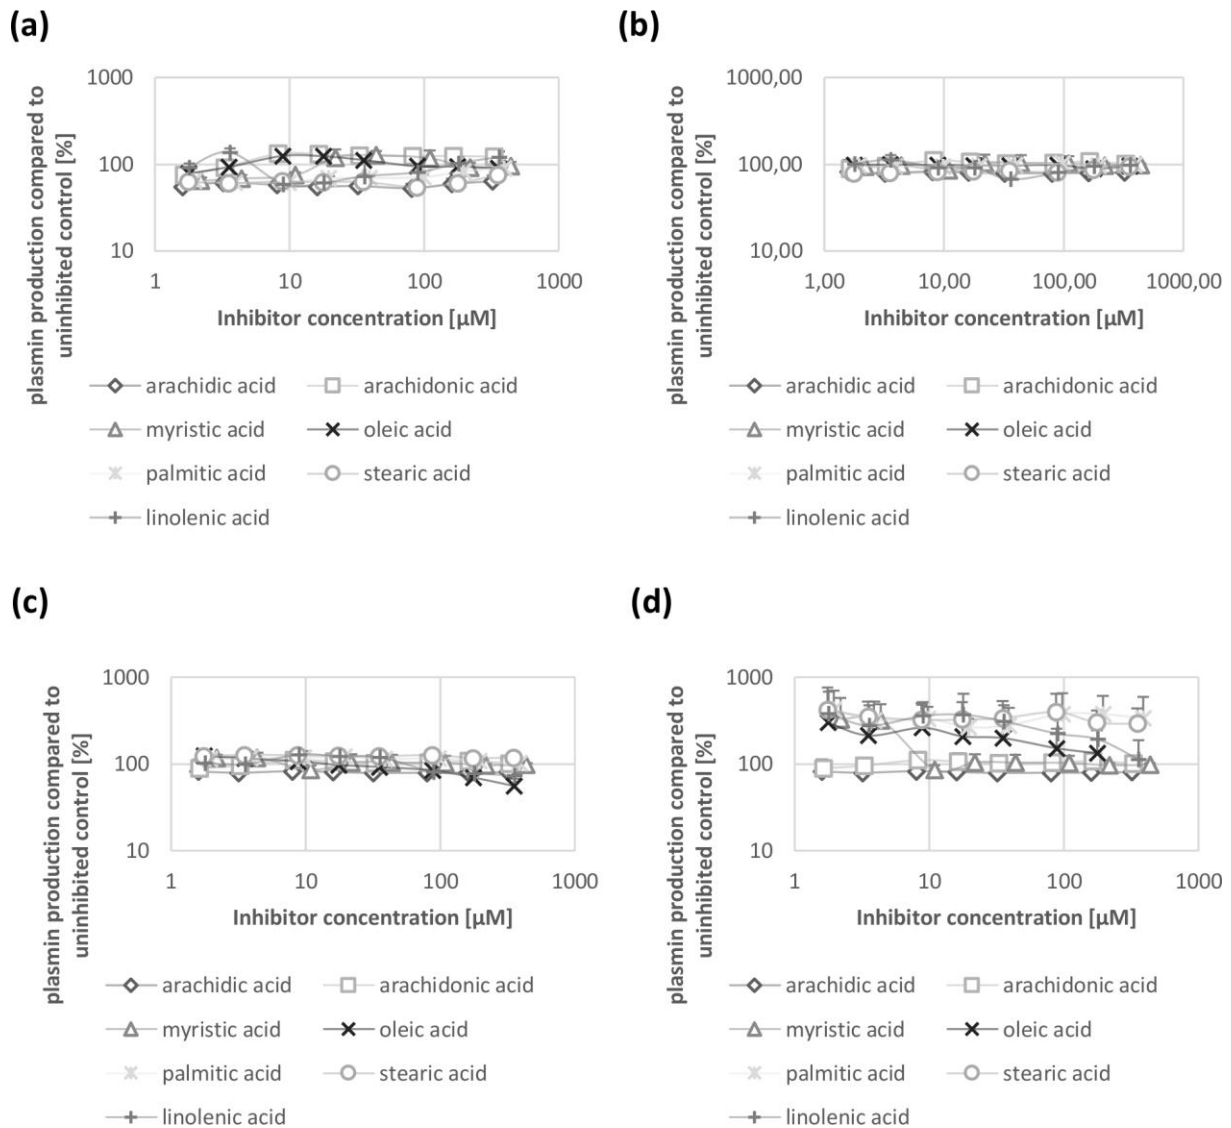 (a)
plasmin production compared to
uninhibited control [%]
1000
100
10
1
10
100
1000
Inhibitor concentration [µM]
arachidic acid
arachidonic acid
myristic acid
oleic acid
palmitic acid
stearic acid
linolenic acid
(b)
plasmin production compared to
uninhibited control [%]
1000,00
100,00
10,00
1,00
10,00
100,00
1000,00
Inhibitor concentration [µM]
arachidic acid
arachidonic acid
myristic acid
oleic acid
palmitic acid
stearic acid
linolenic acid
(c)
plasmin production compared to
uninhibited control [%]
1000
100
10
1
10
100
1000
Inhibitor concentration [µM]
arachidic acid
arachidonic acid
myristic acid
oleic acid
palmitic acid
stearic acid
linolenic acid
(d)
plasmin production compared to
uninhibited control [%]
1000
100
10
1
10
100
1000
Inhibitor concentration [µM]
arachidic acid
arachidonic acid
myristic acid
oleic acid
palmitic acid
stearic acid
linolenic acid